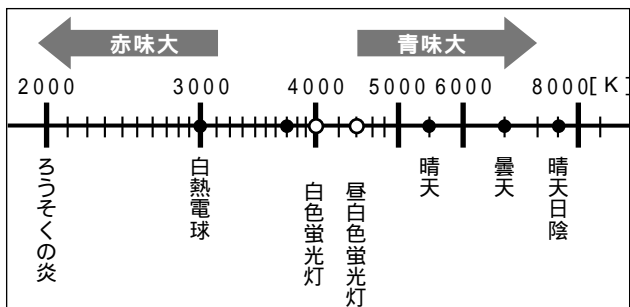 赤味大
青味大
2000 3000 4000 5000 6000 8000[K]
ろうそくの炎
白熱電球
白色蛍光灯
昼白色蛍光灯
晴天
曇天
晴天日陰